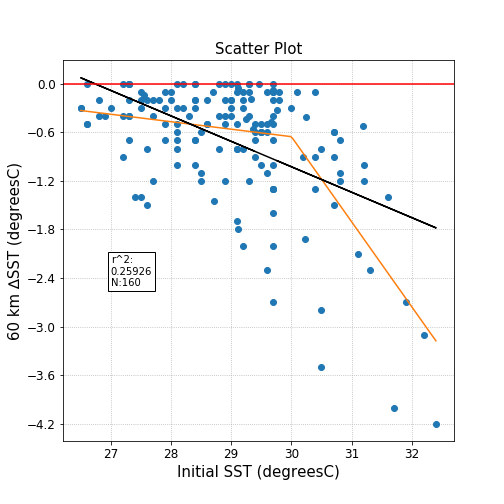 Scatter Plot
0.0
−0.6
−1.2
−1.8
−2.4
−3.0
−3.6
−4.2
60 km ΔSST (degreesC)
r^2:
0.25926
N:160
27 28 29 30 31 32
Initial SST (degreesC)